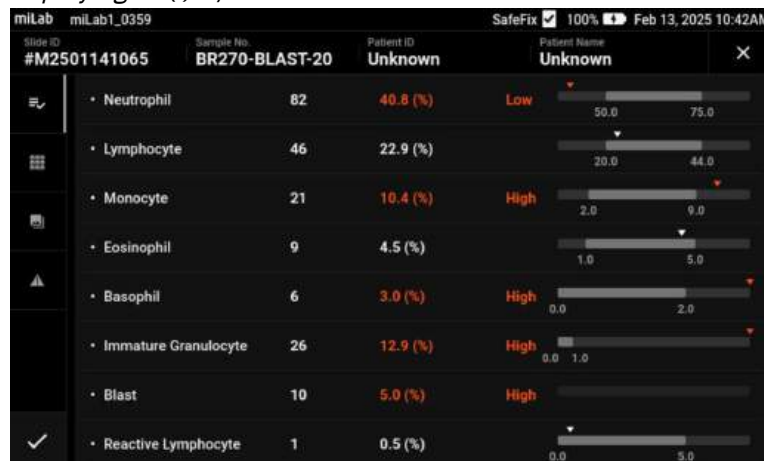 miLab miLab1_0359 SafeFix 100% Feb 13, 2025 10:42AM
Slide ID Sample No. Patient ID Patient Name
#M2501141065 BR270-BLAST-20 Unknown Unknown
• Neutrophil 82 40.8 (%) Low
50.0 75.0
• Lymphocyte 46 22.9 (%)
20.0 44.0
• Monocyte 21 10.4 (%) High
2.0 9.0
• Eosinophil 9 4.5 (%)
1.0 5.0
• Basophil 6 3.0 (%) High
0.0 2.0
• Immature Granulocyte 26 12.9 (%) High
0.0 1.0
• Blast 10 5.0 (%) High
• Reactive Lymphocyte 1 0.5 (%)
0.0 5.0